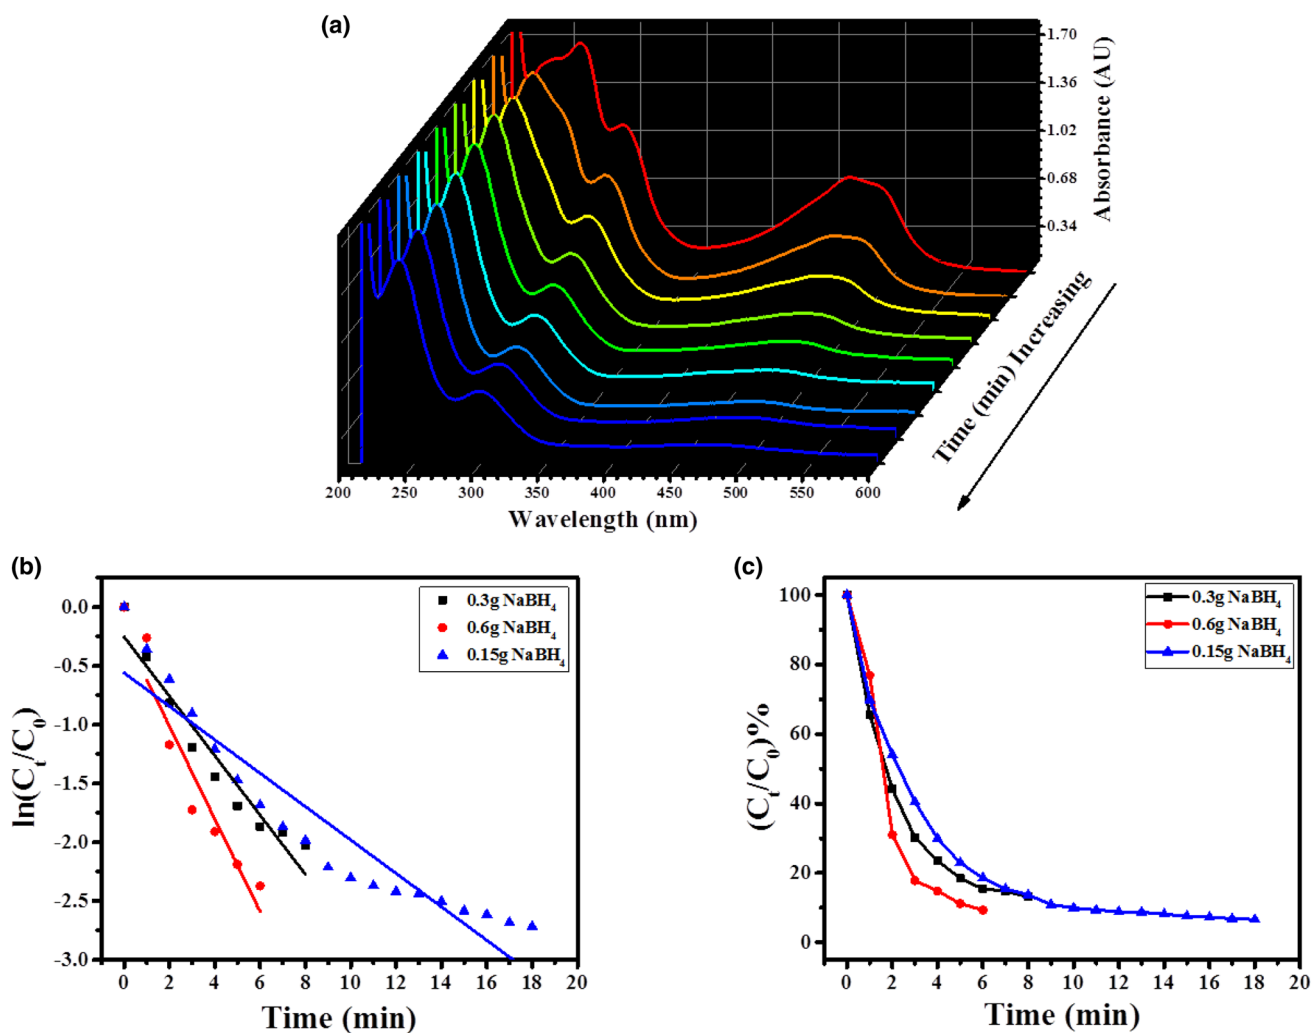 (a)
1.70
1.36
1.02
0.68
0.34
Absorbance (AU)
Time (min) Increasing
200 250 300 350 400 450 500 550 600
Wavelength (nm)
(b)
0.0
-0.5
-1.0
-1.5
-2.0
-2.5
-3.0
ln(Cₜ/C₀)
0.3g NaBH₄
0.6g NaBH₄
0.15g NaBH₄
0 2 4 6 8 10 12 14 16 18 20
Time (min)
(c)
100
80
60
40
20
0
(Cₜ/C₀)%
0.3g NaBH₄
0.6g NaBH₄
0.15g NaBH₄
0 2 4 6 8 10 12 14 16 18 20
Time (min)